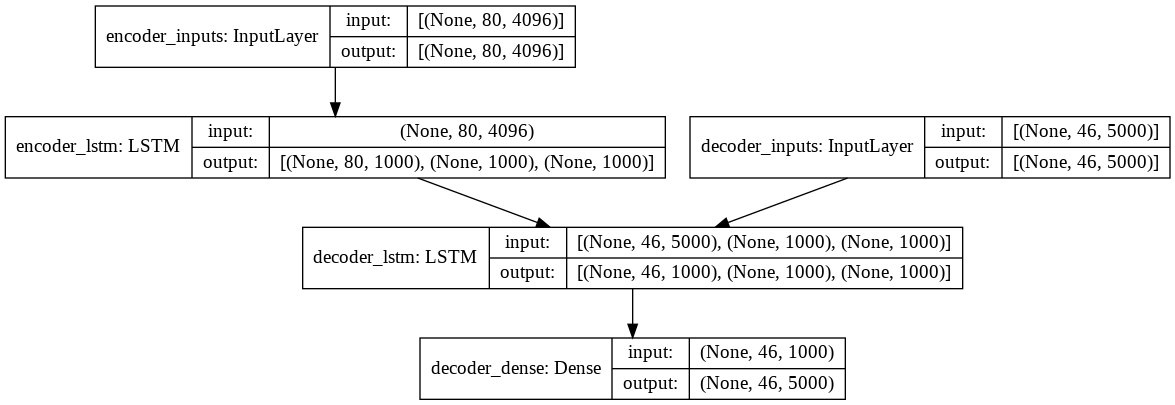 encoder_inputs: InputLayer
input: [(None, 80, 4096)]
output: [(None, 80, 4096)]
encoder_lstm: LSTM
input: (None, 80, 4096)
output: [(None, 80, 1000), (None, 1000), (None, 1000)]
decoder_inputs: InputLayer
input: [(None, 46, 5000)]
output: [(None, 46, 5000)]
decoder_lstm: LSTM
input: [(None, 46, 5000), (None, 1000), (None, 1000)]
output: [(None, 46, 1000), (None, 1000), (None, 1000)]
decoder_dense: Dense
input: (None, 46, 1000)
output: (None, 46, 5000)